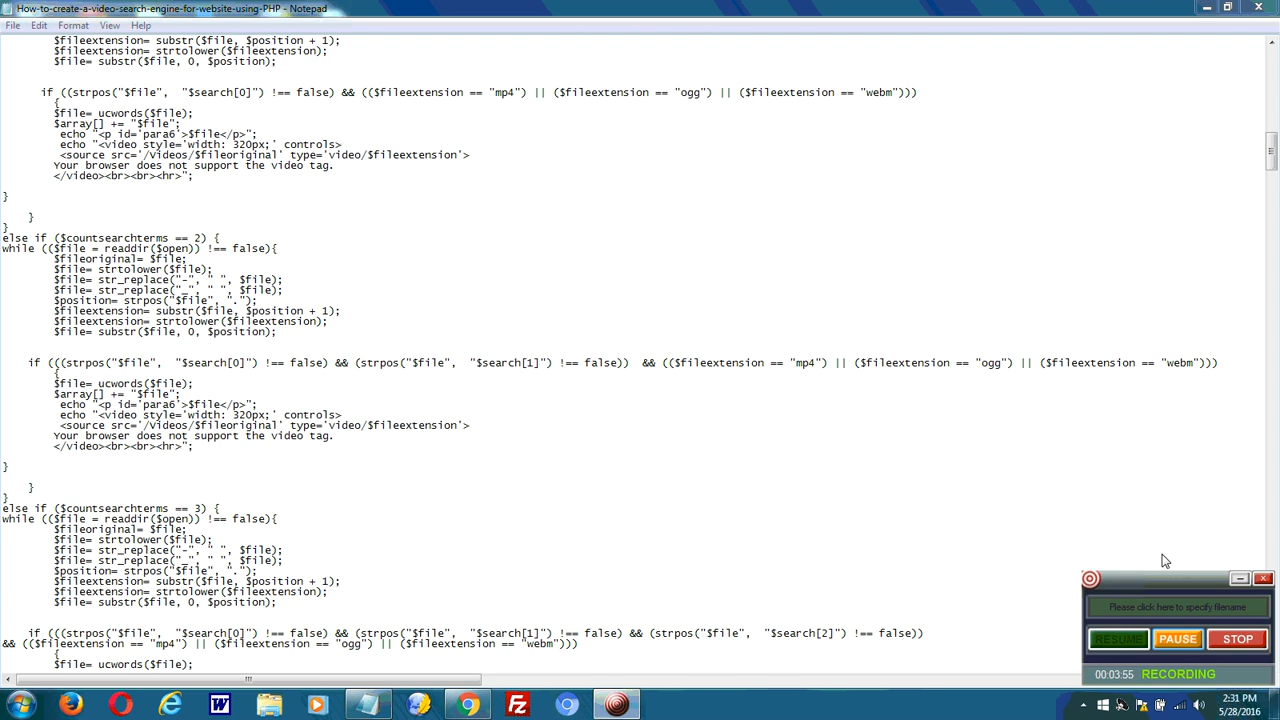 How-to-create-a-video-search-engine-for-website-using-PHP - Notepad
File Edit Format View Help
$fileextension= substr($file, $position + 1);
$fileextension= strtolower($fileextension);
$file= substr($file, 0, $position);
if ((strpos("$file", "$search[0]") !== false) && (($fileextension == "mp4") || ($fileextension == "ogg") || ($fileextension == "webm")))
{
$file= ucwords($file);
$array[] += "$file";
echo "<p id='para6'>$file</p>";
echo "<video style='width: 320px;' controls>
<source src='/videos/$fileoriginal' type='video/$fileextension'>
Your browser does not support the video tag.
</video><br><br><hr>";
}
}
}
else if ($countsearchterms == 2) {
while (($file = readdir($open)) !== false){
$fileoriginal= $file;
$file= strtolower($file);
$file= str_replace("-", " ", $file);
$file= str_replace("_", " ", $file);
$position= strpos("$file", ".");
$fileextension= substr($file, $position + 1);
$fileextension= strtolower($fileextension);
$file= substr($file, 0, $position);
if (((strpos("$file", "$search[0]") !== false) && (strpos("$file", "$search[1]") !== false)) && (($fileextension == "mp4") || ($fileextension == "ogg") || ($fileextension == "webm")))
{
$file= ucwords($file);
$array[] += "$file";
echo "<p id='para6'>$file</p>";
echo "<video style='width: 320px;' controls>
<source src='/videos/$fileoriginal' type='video/$fileextension'>
Your browser does not support the video tag.
</video><br><br><hr>";
}
}
}
else if ($countsearchterms == 3) {
while (($file = readdir($open)) !== false){
$fileoriginal= $file;
$file= strtolower($file);
$file= str_replace("-", " ", $file);
$file= str_replace("_", " ", $file);
$position= strpos("$file", ".");
$fileextension= substr($file, $position + 1);
$fileextension= strtolower($fileextension);
$file= substr($file, 0, $position);
if (((strpos("$file", "$search[0]") !== false) && (strpos("$file", "$search[1]") !== false) && (strpos("$file", "$search[2]") !== false))
&& (($fileextension == "mp4") || ($fileextension == "ogg") || ($fileextension == "webm")))
{
$file= ucwords($file);
Please click here to specify filename
RESUME PAUSE STOP
00:03:55 RECORDING
2:31 PM
5/28/2016